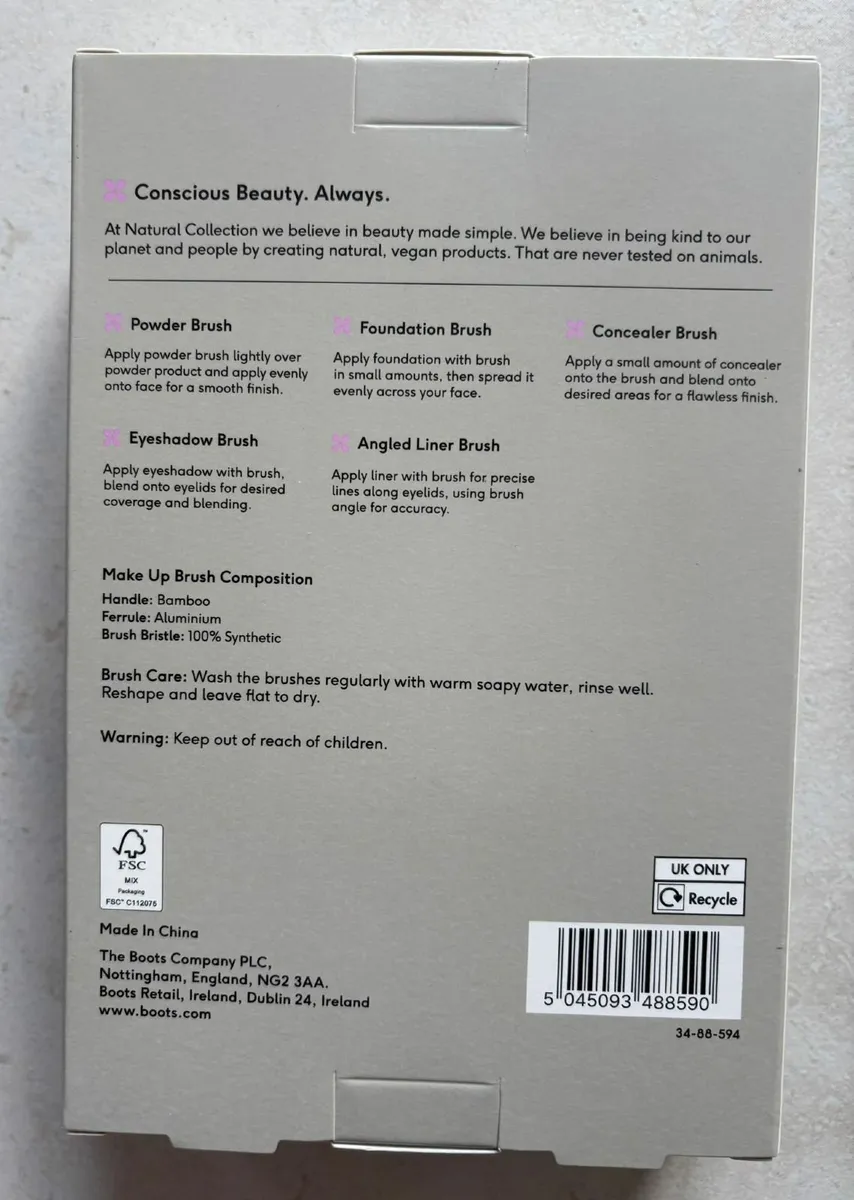 Conscious Beauty. Always.
At Natural Collection we believe in beauty made simple. We believe in being kind to our
planet and people by creating natural, vegan products. That are never tested on animals.
Powder Brush
Apply powder brush lightly over
powder product and apply evenly
onto face for a smooth finish.
Foundation Brush
Apply foundation with brush
in small amounts, then spread it
evenly across your face.
Concealer Brush
Apply a small amount of concealer
onto the brush and blend onto
desired areas for a flawless finish.
Eyeshadow Brush
Apply eyeshadow with brush,
blend onto eyelids for desired
coverage and blending.
Angled Liner Brush
Apply liner with brush for precise
lines along eyelids, using brush
angle for accuracy.
Make Up Brush Composition
Handle: Bamboo
Ferrule: Aluminium
Brush Bristle: 100% Synthetic
Brush Care: Wash the brushes regularly with warm soapy water, rinse well.
Reshape and leave flat to dry.
Warning: Keep out of reach of children.
FSC
MIX
Packaging
FSC™ C112075
Made In China
The Boots Company PLC,
Nottingham, England, NG2 3AA.
Boots Retail, Ireland, Dublin 24, Ireland
www.boots.com
UK ONLY
Recycle
5 045093 488590
34-88-594